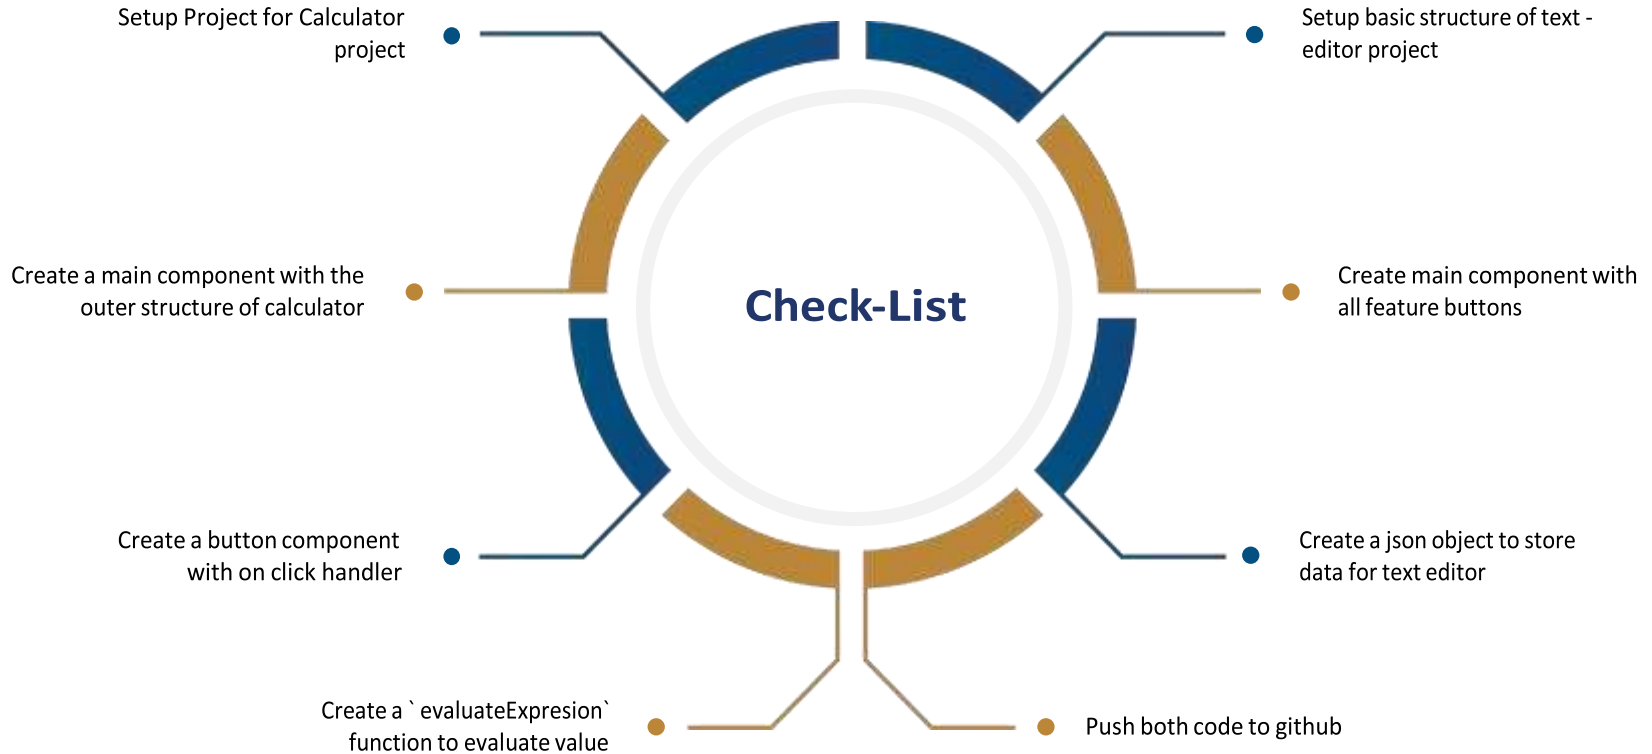 Setup Project for Calculator
project
Create a main component with the
outer structure of calculator
Create a button component
with on click handler
Create a ` evaluateExpresion`
function to evaluate value
Check-List
Setup basic structure of text -
editor project
Create main component with
all feature buttons
Create a json object to store
data for text editor
Push both code to github